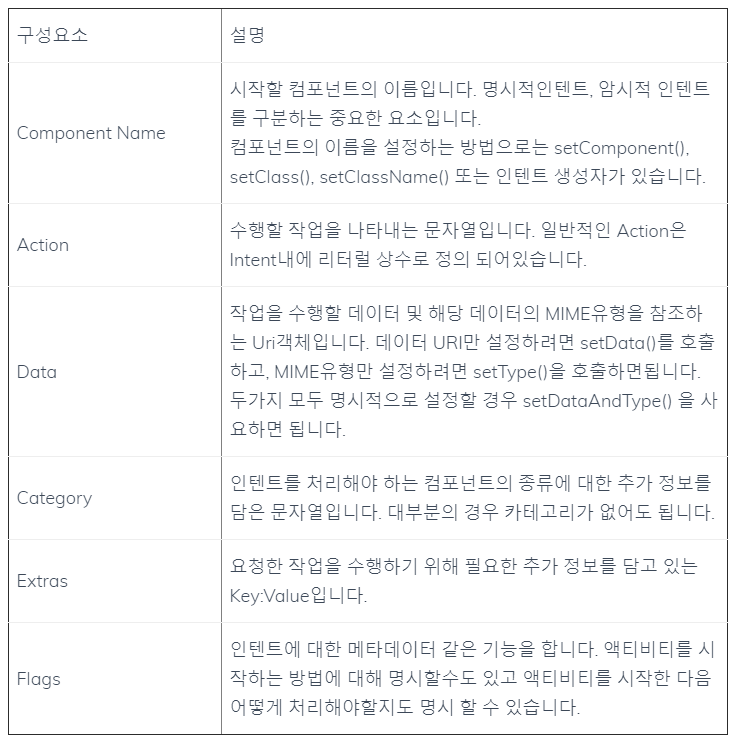 구성요소
설명
Component Name
시작할 컴포넌트의 이름입니다. 명시적인텐트, 암시적 인텐트
를 구분하는 중요한 요소입니다.
컴포넌트의 이름을 설정하는 방법으로는 setComponent(),
setClass(), setClassName() 또는 인텐트 생성자가 있습니다.
Action
수행할 작업을 나타내는 문자열입니다. 일반적인 Action은
Intent내에 리터럴 상수로 정의 되어있습니다.
Data
작업을 수행할 데이터 및 해당 데이터의 MIME유형을 참조하
는 Uri객체입니다. 데이터 URI만 설정하려면 setData()를 호출
하고, MIME유형만 설정하려면 setType()을 호출하면됩니다.
두가지 모두 명시적으로 설정할 경우 setDataAndType() 을 사
요하면 됩니다.
Category
인텐트를 처리해야 하는 컴포넌트의 종류에 대한 추가 정보를
담은 문자열입니다. 대부분의 경우 카테고리가 없어도 됩니다.
Extras
요청한 작업을 수행하기 위해 필요한 추가 정보를 담고 있는
Key:Value입니다.
Flags
인텐트에 대한 메타데이터 같은 기능을 합니다. 액티비티를 시
작하는 방법에 대해 명시할수도 있고 액티비티를 시작한 다음
어떻게 처리해야할지도 명시 할 수 있습니다.